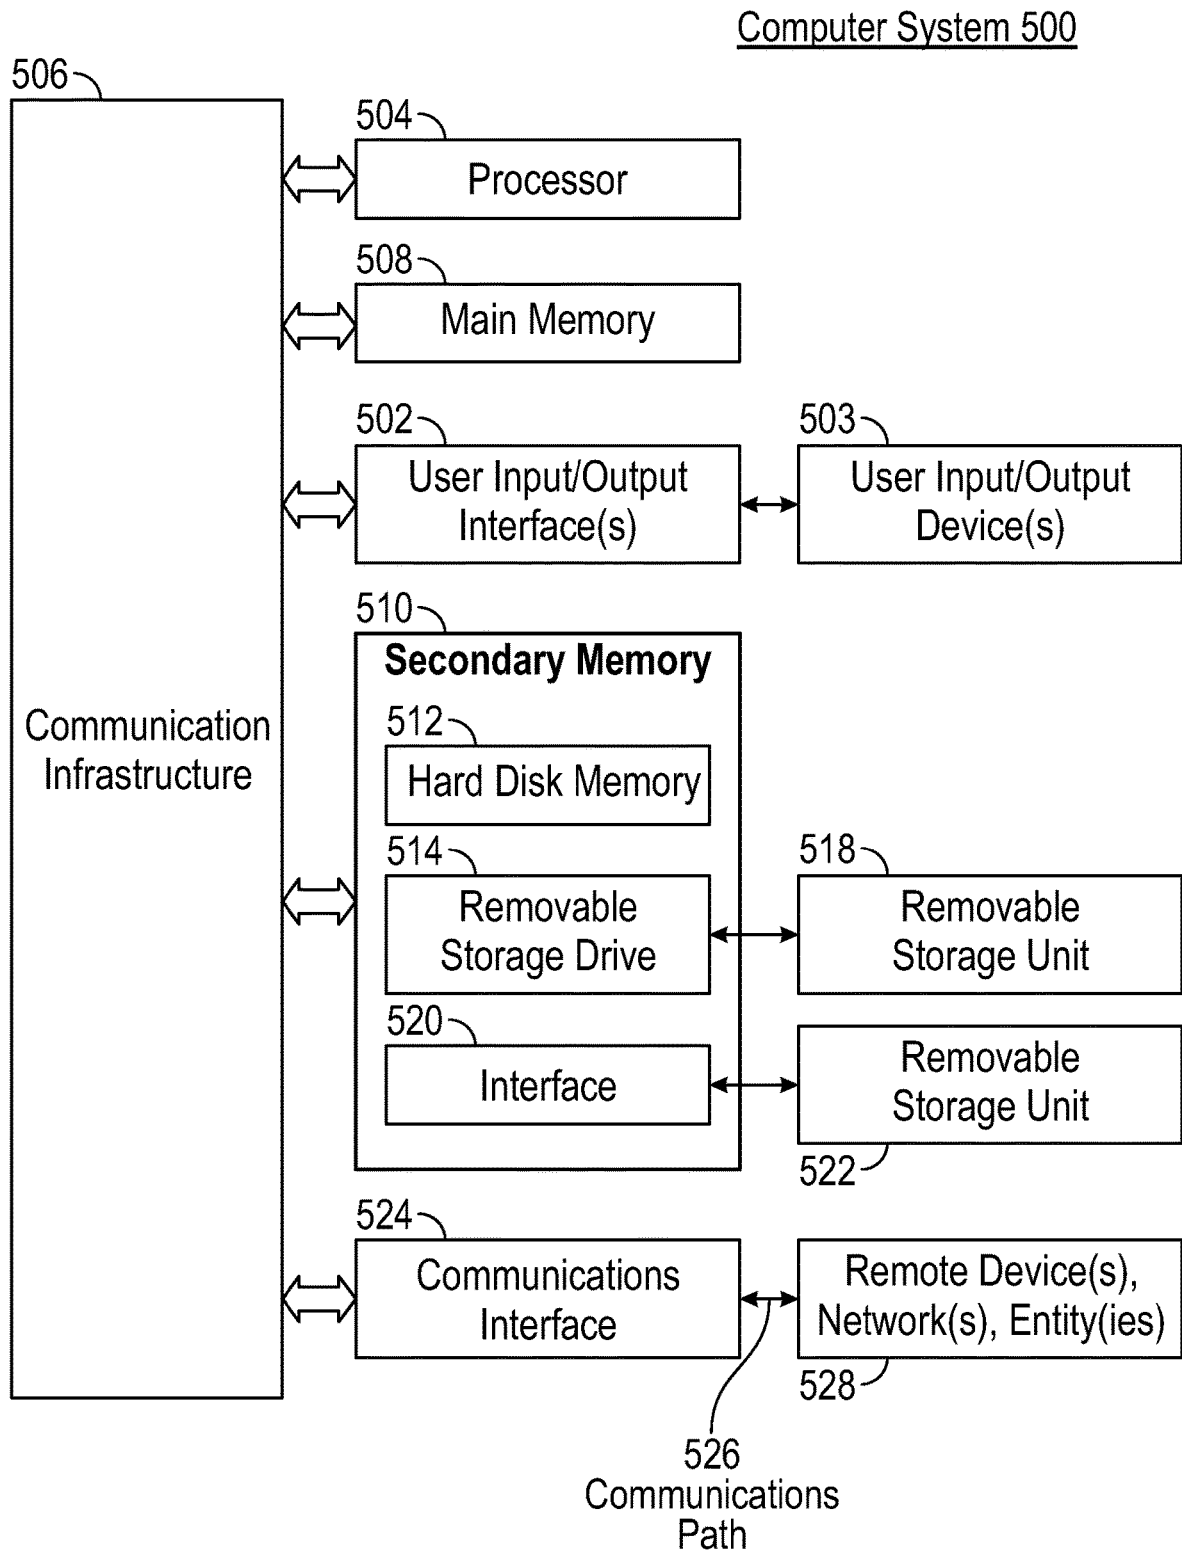 Computer System 500
506
504
Processor
508
Main Memory
502
User Input/Output
Interface(s)
503
User Input/Output
Device(s)
510
Secondary Memory
Communication
Infrastructure
512
Hard Disk Memory
514
Removable
Storage Drive
518
Removable
Storage Unit
520
Interface
Removable
Storage Unit
522
524
Communications
Interface
Remote Device(s),
Network(s), Entity(ies)
528
526
Communications
Path